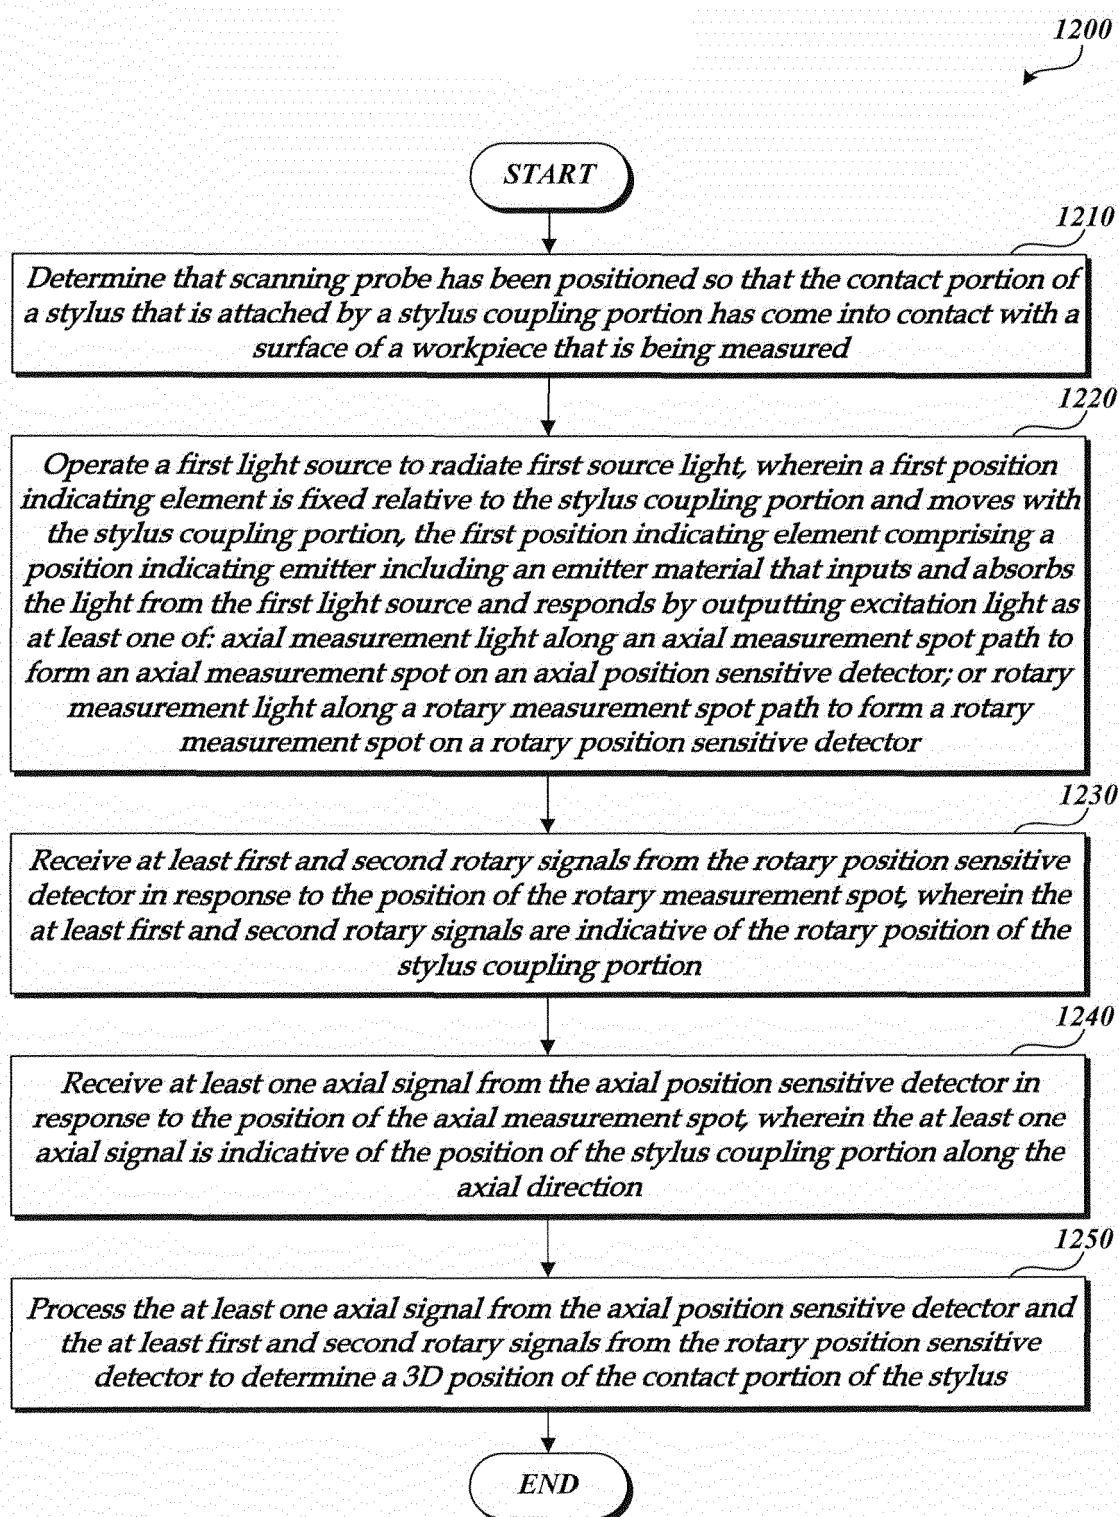 1200
START
1210
Determine that scanning probe has been positioned so that the contact portion of
a stylus that is attached by a stylus coupling portion has come into contact with a
surface of a workpiece that is being measured
1220
Operate a first light source to radiate first source light, wherein a first position
indicating element is fixed relative to the stylus coupling portion and moves with
the stylus coupling portion, the first position indicating element comprising a
position indicating emitter including an emitter material that inputs and absorbs
the light from the first light source and responds by outputting excitation light as
at least one of: axial measurement light along an axial measurement spot path to
form an axial measurement spot on an axial position sensitive detector; or rotary
measurement light along a rotary measurement spot path to form a rotary
measurement spot on a rotary position sensitive detector
1230
Receive at least first and second rotary signals from the rotary position sensitive
detector in response to the position of the rotary measurement spot, wherein the
at least first and second rotary signals are indicative of the rotary position of the
stylus coupling portion
1240
Receive at least one axial signal from the axial position sensitive detector in
response to the position of the axial measurement spot, wherein the at least one
axial signal is indicative of the position of the stylus coupling portion along the
axial direction
1250
Process the at least one axial signal from the axial position sensitive detector and
the at least first and second rotary signals from the rotary position sensitive
detector to determine a 3D position of the contact portion of the stylus
END